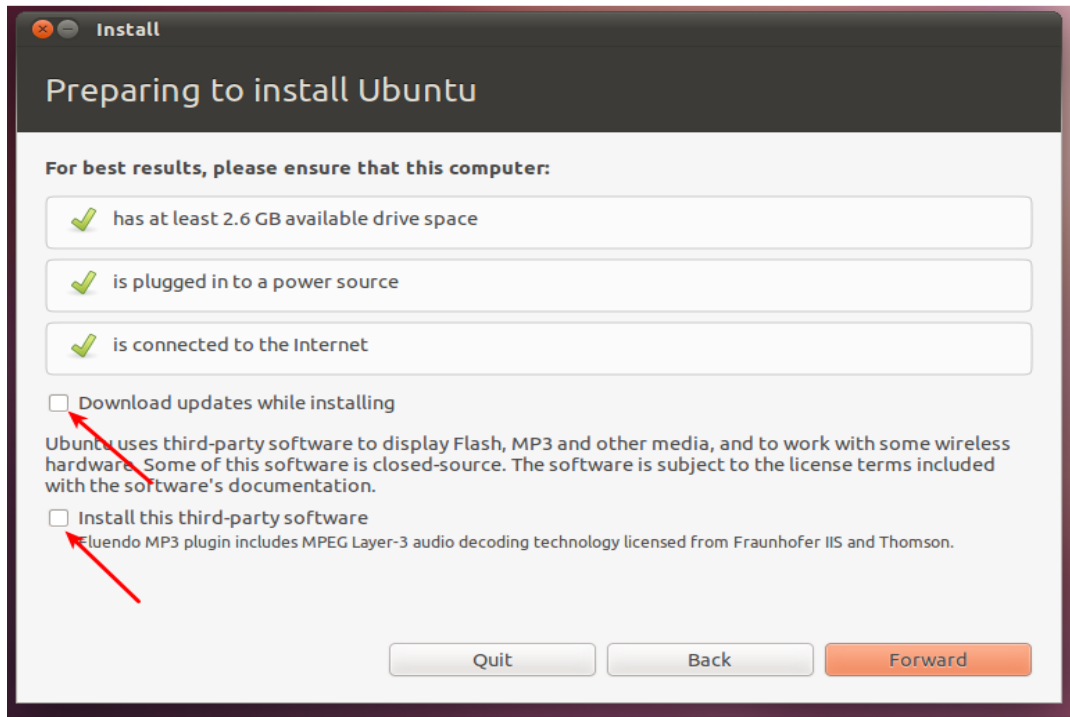 Install
Preparing to install Ubuntu
For best results, please ensure that this computer:
has at least 2.6 GB available drive space
is plugged in to a power source
is connected to the Internet
Download updates while installing
Ubuntu uses third-party software to display Flash, MP3 and other media, and to work with some wireless
hardware. Some of this software is closed-source. The software is subject to the license terms included
with the software's documentation.
Install this third-party software
Fluendo MP3 plugin includes MPEG Layer-3 audio decoding technology licensed from Fraunhofer IIS and Thomson.
Quit Back Forward